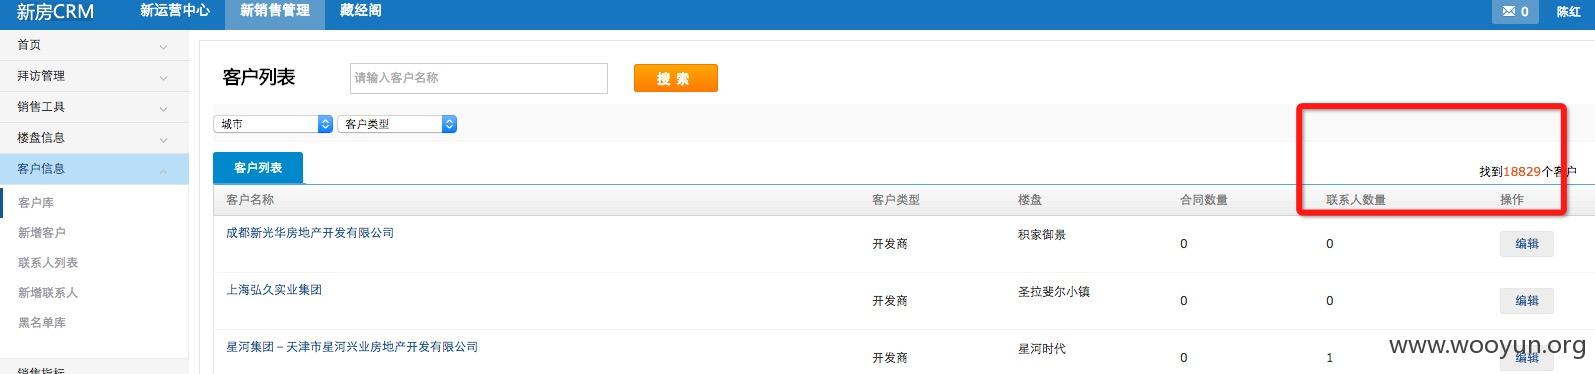 新房CRM 新运营中心 新销售管理 藏经阁 0 陈红
首页
拜访管理
销售工具
楼盘信息
客户信息
客户库
新增客户
联系人列表
新增联系人
黑名单库
销售指标
客户列表 请输入客户名称 搜索
城市 客户类型
客户列表 找到18829个客户
客户名称 客户类型 楼盘 合同数量 联系人数量 操作
成都新光华房地产开发有限公司 开发商 积家御景 0 0 编辑
上海弘久实业集团 开发商 圣拉斐尔小镇 0 0 编辑
星河集团－天津市星河兴业房地产开发有限公司 开发商 星河时代 0 1 编辑
www.wooyun.org